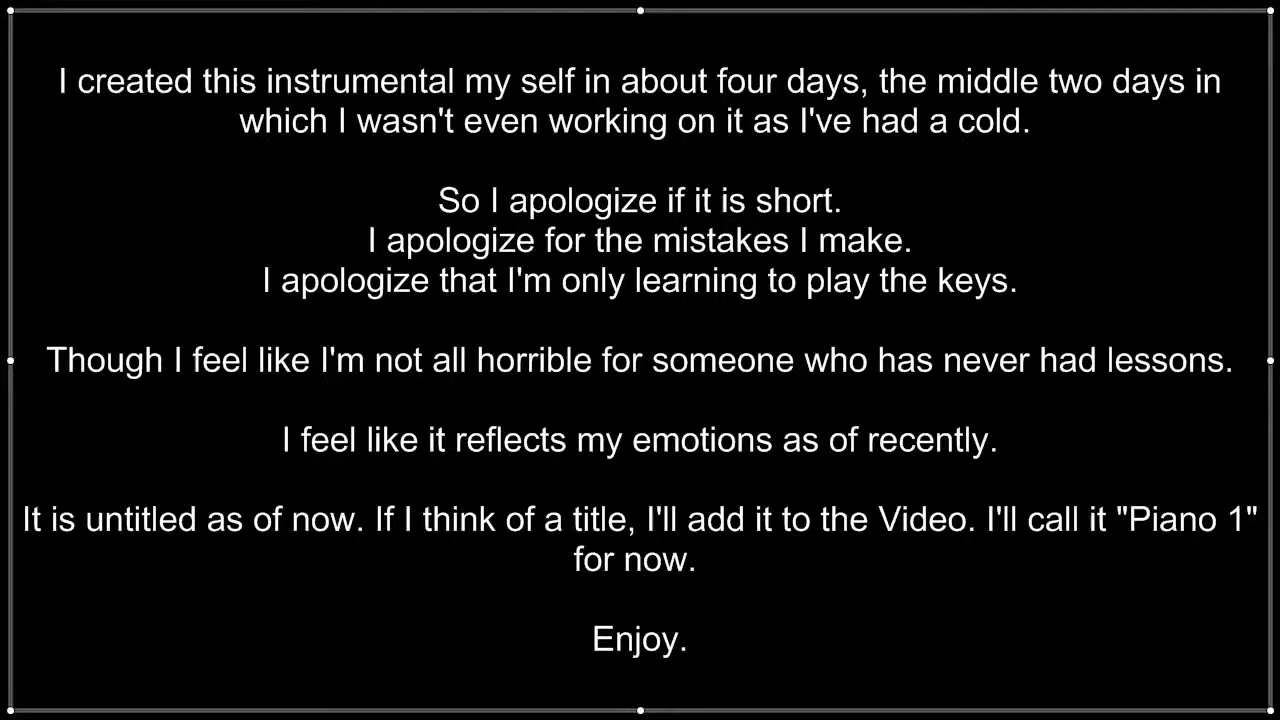 I created this instrumental my self in about four days, the middle two days in
which I wasn't even working on it as I've had a cold.
So I apologize if it is short.
I apologize for the mistakes I make.
I apologize that I'm only learning to play the keys.
Though I feel like I'm not all horrible for someone who has never had lessons.
I feel like it reflects my emotions as of recently.
It is untitled as of now. If I think of a title, I'll add it to the Video. I'll call it "Piano 1"
for now.
Enjoy.